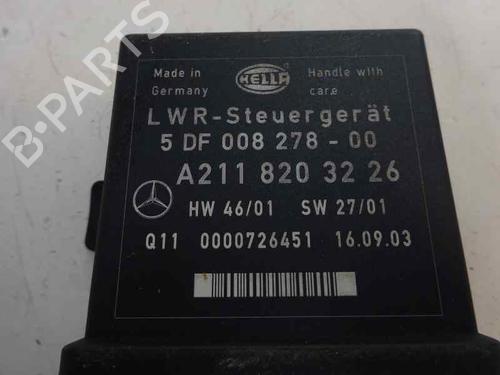 B-PARTS
Made in Germany
HELLA
Handle with care
LWR-Steuergerät
5 DF 008 278 - 00
A211 820 32 26
HW 46/01 SW 27/01
Q11 0000726451 16.09.03